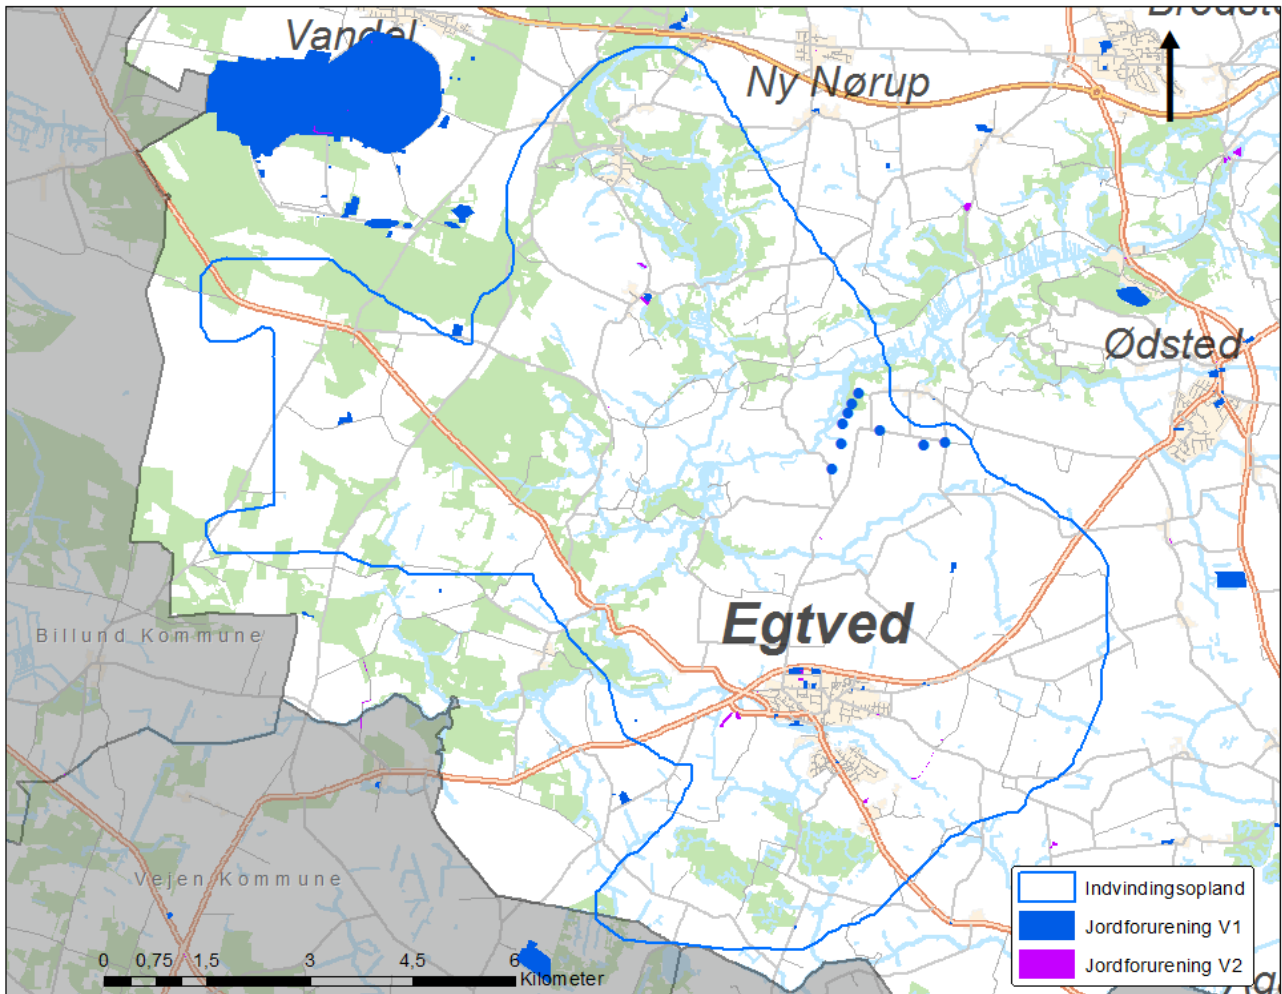 Vandel
Ny Nørup
Ødsted
Egtved
Billund Kommune
Vejen Kommune
0 0,75 1,5 3 4,5 6
Kilometer
Indvindingsopland
Jordforurening V1
Jordforurening V2